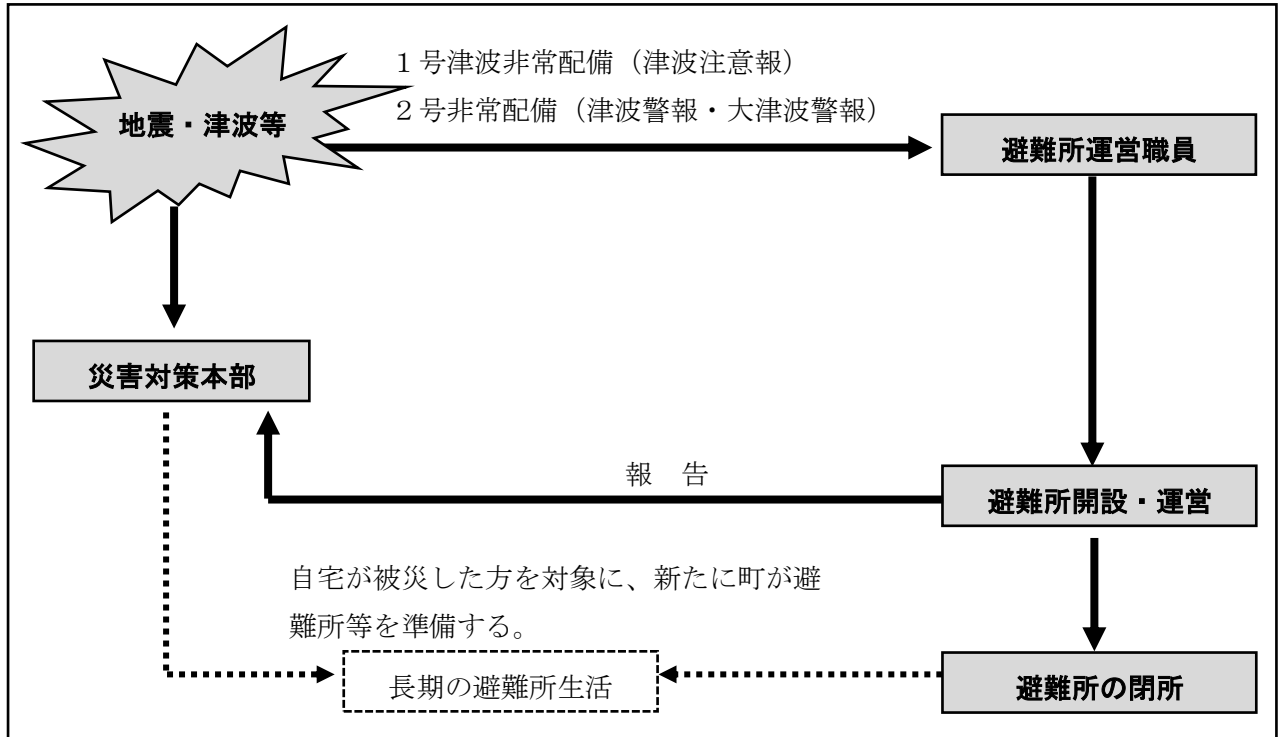 1号津波非常配備(津波注意報)
地震・津波等
2号非常配備(津波警報・大津波警報)
避難所運営職員
災害対策本部
報 告
避難所開設・運営
自宅が被災した方を対象に、新たに町が避
難所等を準備する。
長期の避難所生活
避難所の閉所